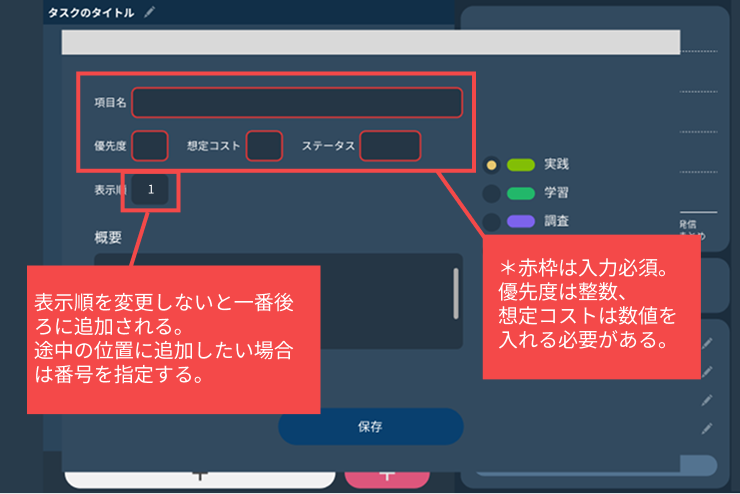 タスクのタイトル
項目名
優先度 想定コスト ステータス
表示順 1
実践
学習
調査
概要
発信
まとめ
表示順を変更しないと一番後
ろに追加される。
途中の位置に追加したい場合
は番号を指定する。
＊赤枠は入力必須。
優先度は整数、
想定コストは数値を
入れる必要がある。
保存